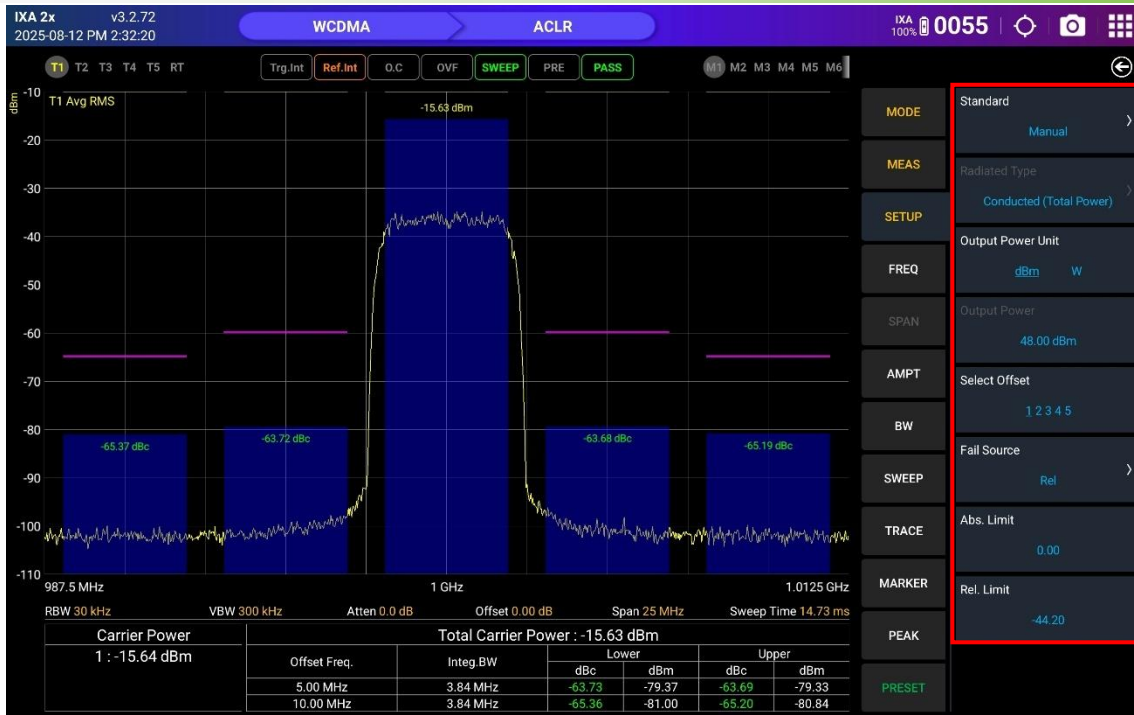 IXA 2x v3.2.72
2025-08-12 PM 2:32:20
WCDMA ACLR
IXA 100% 0055
T1 T2 T3 T4 T5 RT
Trg.Int Ref.Int O.C OVF SWEEP PRE PASS
M1 M2 M3 M4 M5 M6
dBm
T1 Avg RMS
-10
-20
-30
-40
-50
-60
-70
-80
-90
-100
-110
-15.63 dBm
-65.37 dBc
-63.72 dBc
-63.68 dBc
-65.19 dBc
987.5 MHz 1 GHz 1.0125 GHz
RBW 30 kHz VBW 300 kHz Atten 0.0 dB Offset 0.00 dB Span 25 MHz Sweep Time 14.73 ms
Carrier Power
1 : -15.64 dBm
Total Carrier Power : -15.63 dBm
Offset Freq. Integ.BW Lower Upper
dBc dBm dBc dBm
5.00 MHz 3.84 MHz -63.73 -79.37 -63.69 -79.33
10.00 MHz 3.84 MHz -65.36 -81.00 -65.20 -80.84
MODE
MEAS
SETUP
FREQ
SPAN
AMPT
BW
SWEEP
TRACE
MARKER
PEAK
PRESET
Standard
Manual
Radiated Type
Conducted (Total Power)
Output Power Unit
dBm W
Output Power
48.00 dBm
Select Offset
1 2 3 4 5
Fail Source
Rel
Abs. Limit
0.00
Rel. Limit
-44.20